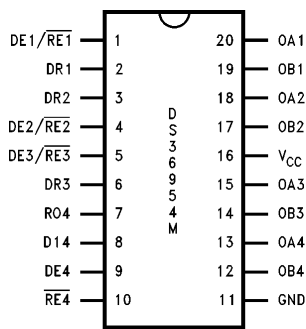 DE1/RE1 1 20 OA1
DR1 2 19 OB1
DR2 3 18 OA2
DE2/RE2 4 17 OB2
DE3/RE3 5 16 VCC
DR3 6 15 OA3
RO4 7 14 OB3
D14 8 13 OA4
DE4 9 12 OB4
RE4 10 11 GND
DS36954M